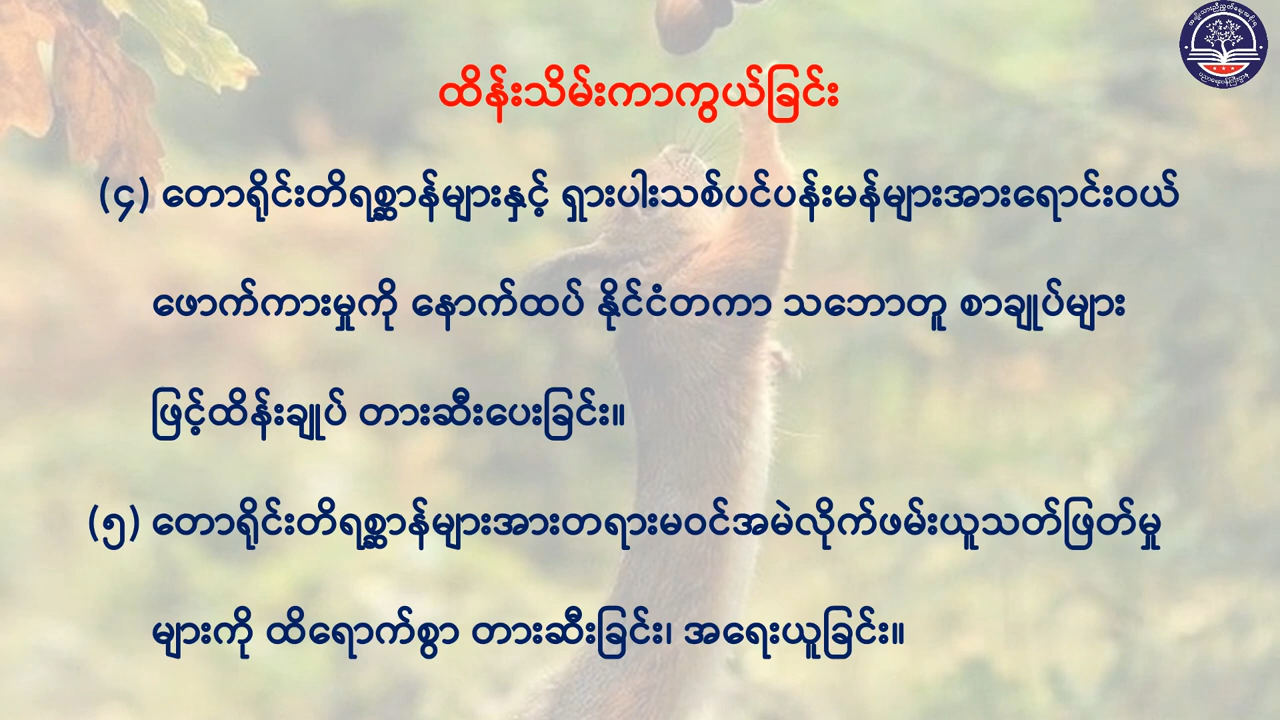 ထိန်းသိမ်းကာကွယ်ခြင်း
(၄) တောရိုင်းတိရစ္ဆာန်များနှင့် ရှားပါးသစ်ပင်ပန်းမန်များအားရောင်းဝယ်
ဖောက်ကားမှုကို နောက်ထပ် နိုင်ငံတကာ သဘောတူ စာချုပ်များ
ဖြင့်ထိန်းချုပ် တားဆီးပေးခြင်း။
(၅) တောရိုင်းတိရစ္ဆာန်များအားတရားမဝင်အမဲလိုက်ဖမ်းယူသတ်ဖြတ်မှု
များကို ထိရောက်စွာ တားဆီးခြင်း၊ အရေးယူခြင်း။